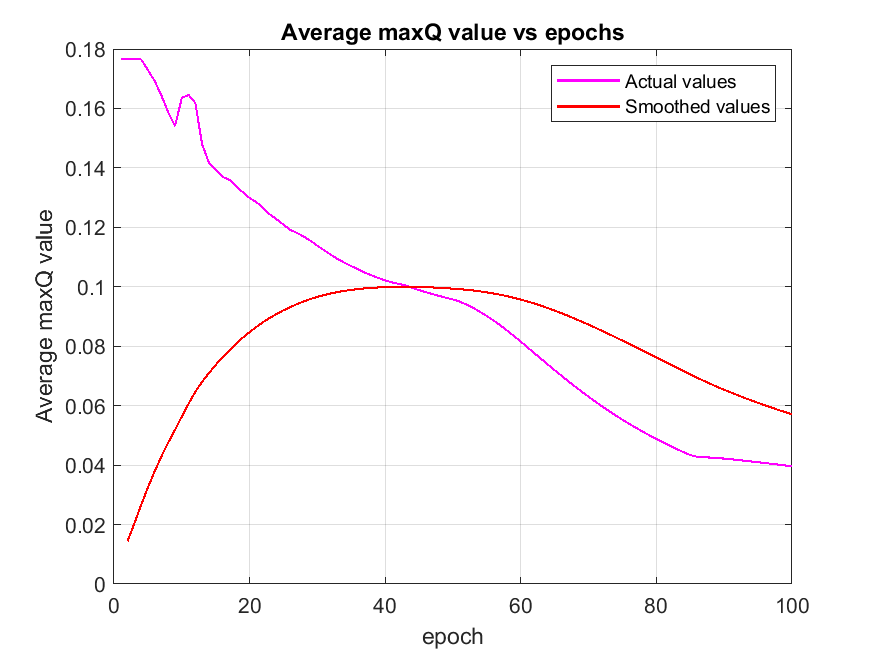 Average maxQ value vs epochs
Actual values
Smoothed values
Average maxQ value
0.18
0.16
0.14
0.12
0.1
0.08
0.06
0.04
0.02
0
0 20 40 60 80 100
epoch